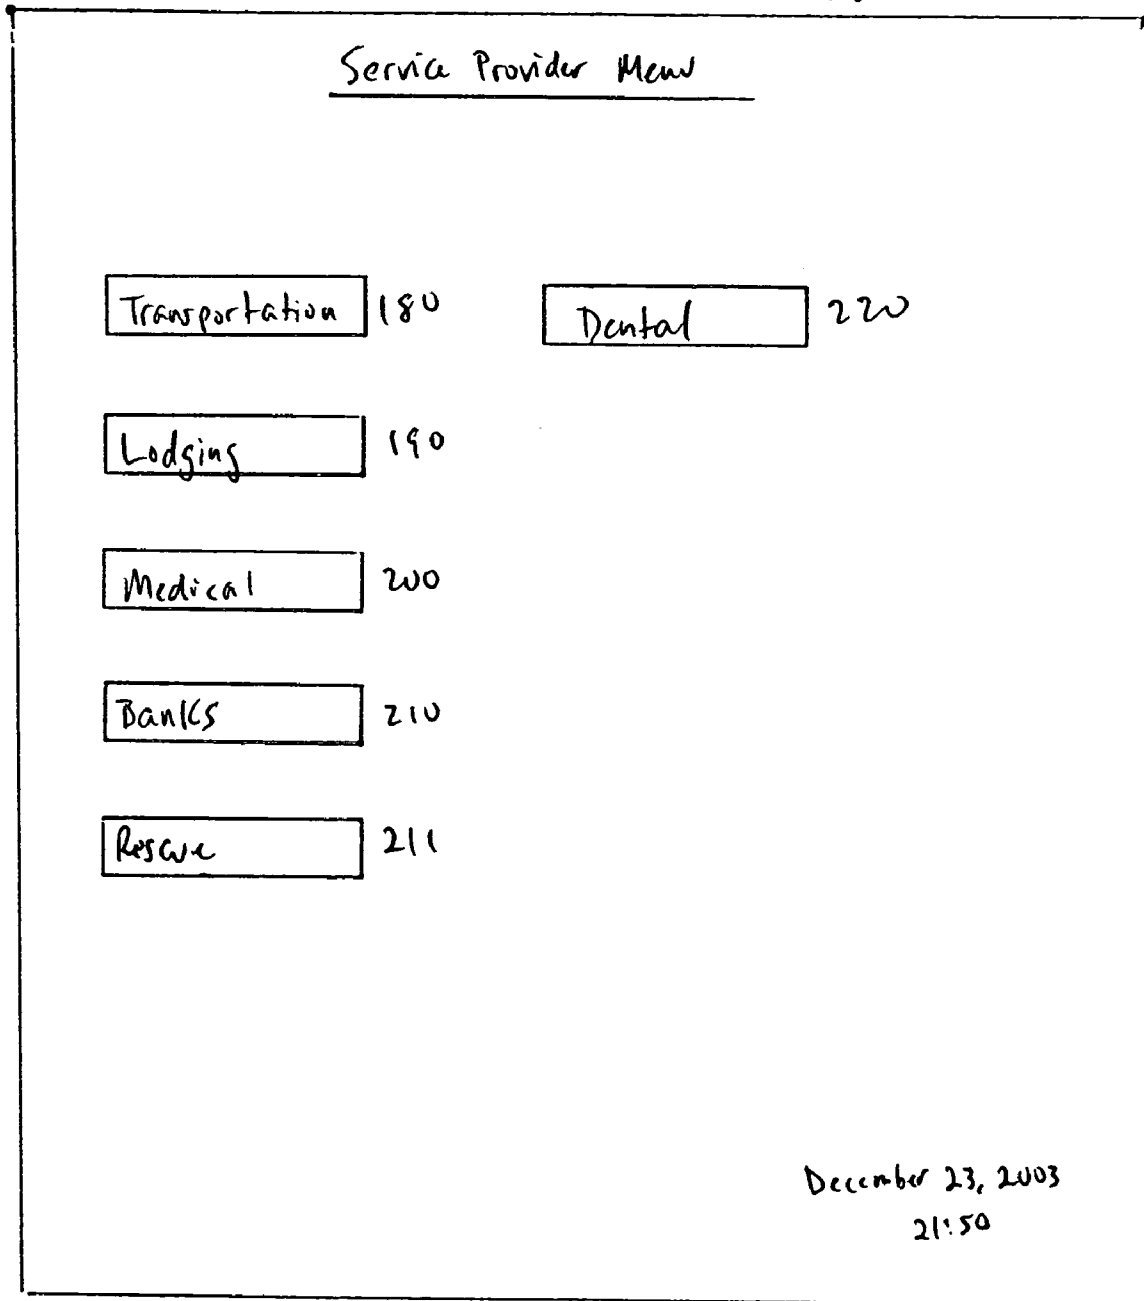 Service Provider Menu
Transportation 180
Dental 220
Lodging 190
Medical 200
Banks 210
Rescue 211
December 23, 2003
21:50